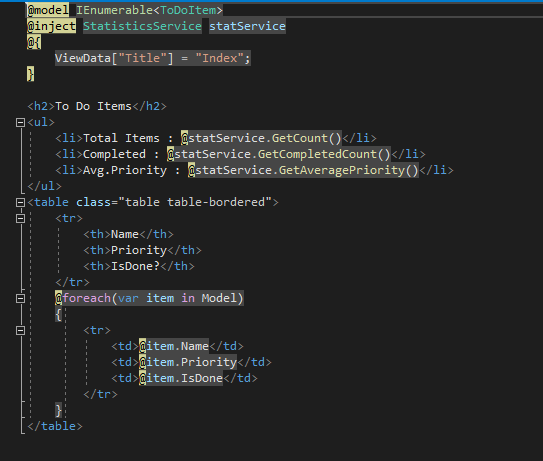 @model IEnumerable<ToDoItem>
@inject StatisticsService statService
@{
    ViewData["Title"] = "Index";
}

<h2>To Do Items</h2>
<ul>
    <li>Total Items : @statService.GetCount()</li>
    <li>Completed : @statService.GetCompletedCount()</li>
    <li>Avg.Priority : @statService.GetAveragePriority()</li>
</ul>
<table class="table table-bordered">
    <tr>
        <th>Name</th>
        <th>Priority</th>
        <th>IsDone?</th>
    </tr>
    @foreach(var item in Model)
    {
        <tr>
            <td>@item.Name</td>
            <td>@item.Priority</td>
            <td>@item.IsDone</td>
        </tr>
    }
</table>